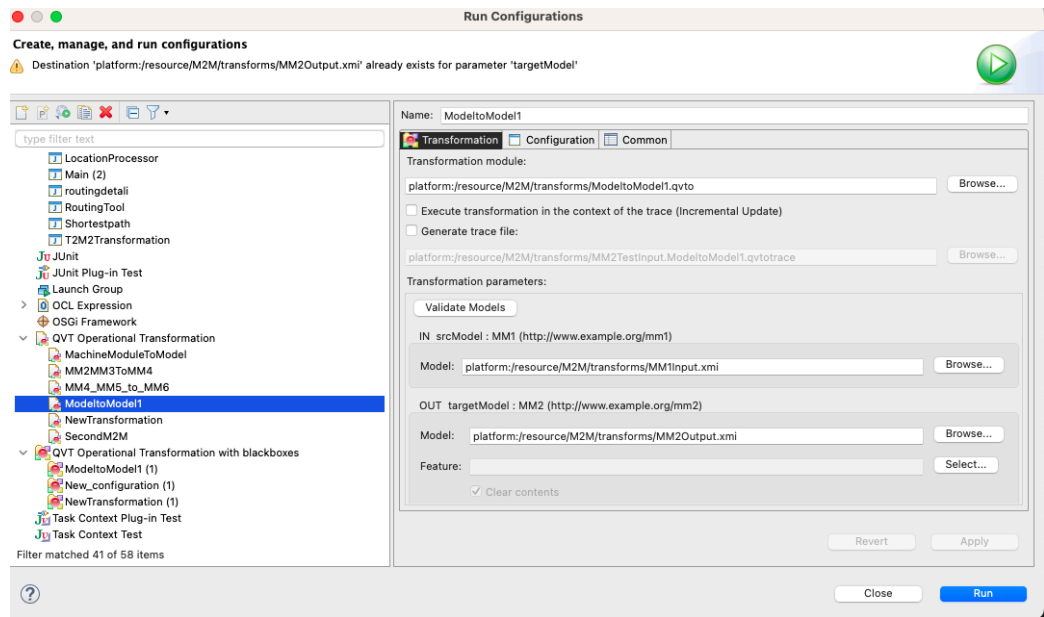 Run Configurations
Create, manage, and run configurations
Destination 'platform:/resource/M2M/transforms/MM2Output.xmi' already exists for parameter 'targetModel'
type filter text
LocationProcessor
Main (2)
routingdetali
RoutingTool
Shortestpath
T2M2Transformation
JUnit
JUnit Plug-in Test
Launch Group
OCL Expression
OSGi Framework
QVT Operational Transformation
MachineModuleToModel
MM2MM3ToMM4
MM4_MM5_to_MM6
ModeltoModel1
NewTransformation
SecondM2M
QVT Operational Transformation with blackboxes
ModeltoModel1 (1)
New_configuration (1)
NewTransformation (1)
Task Context Plug-in Test
Task Context Test
Filter matched 41 of 58 items
Name: ModeltoModel1
Transformation Configuration Common
Transformation module:
platform:/resource/M2M/transforms/ModeltoModel1.qvto Browse...
Execute transformation in the context of the trace (Incremental Update)
Generate trace file:
platform:/resource/M2M/transforms/MM2TestInput.ModeltoModel1.qvtotrace Browse...
Transformation parameters:
Validate Models
IN srcModel : MM1 (http://www.example.org/mm1)
Model: platform:/resource/M2M/transforms/MM1Input.xmi Browse...
OUT targetModel : MM2 (http://www.example.org/mm2)
Model: platform:/resource/M2M/transforms/MM2Output.xmi Browse...
Feature: Select...
Clear contents
Revert Apply
Close Run